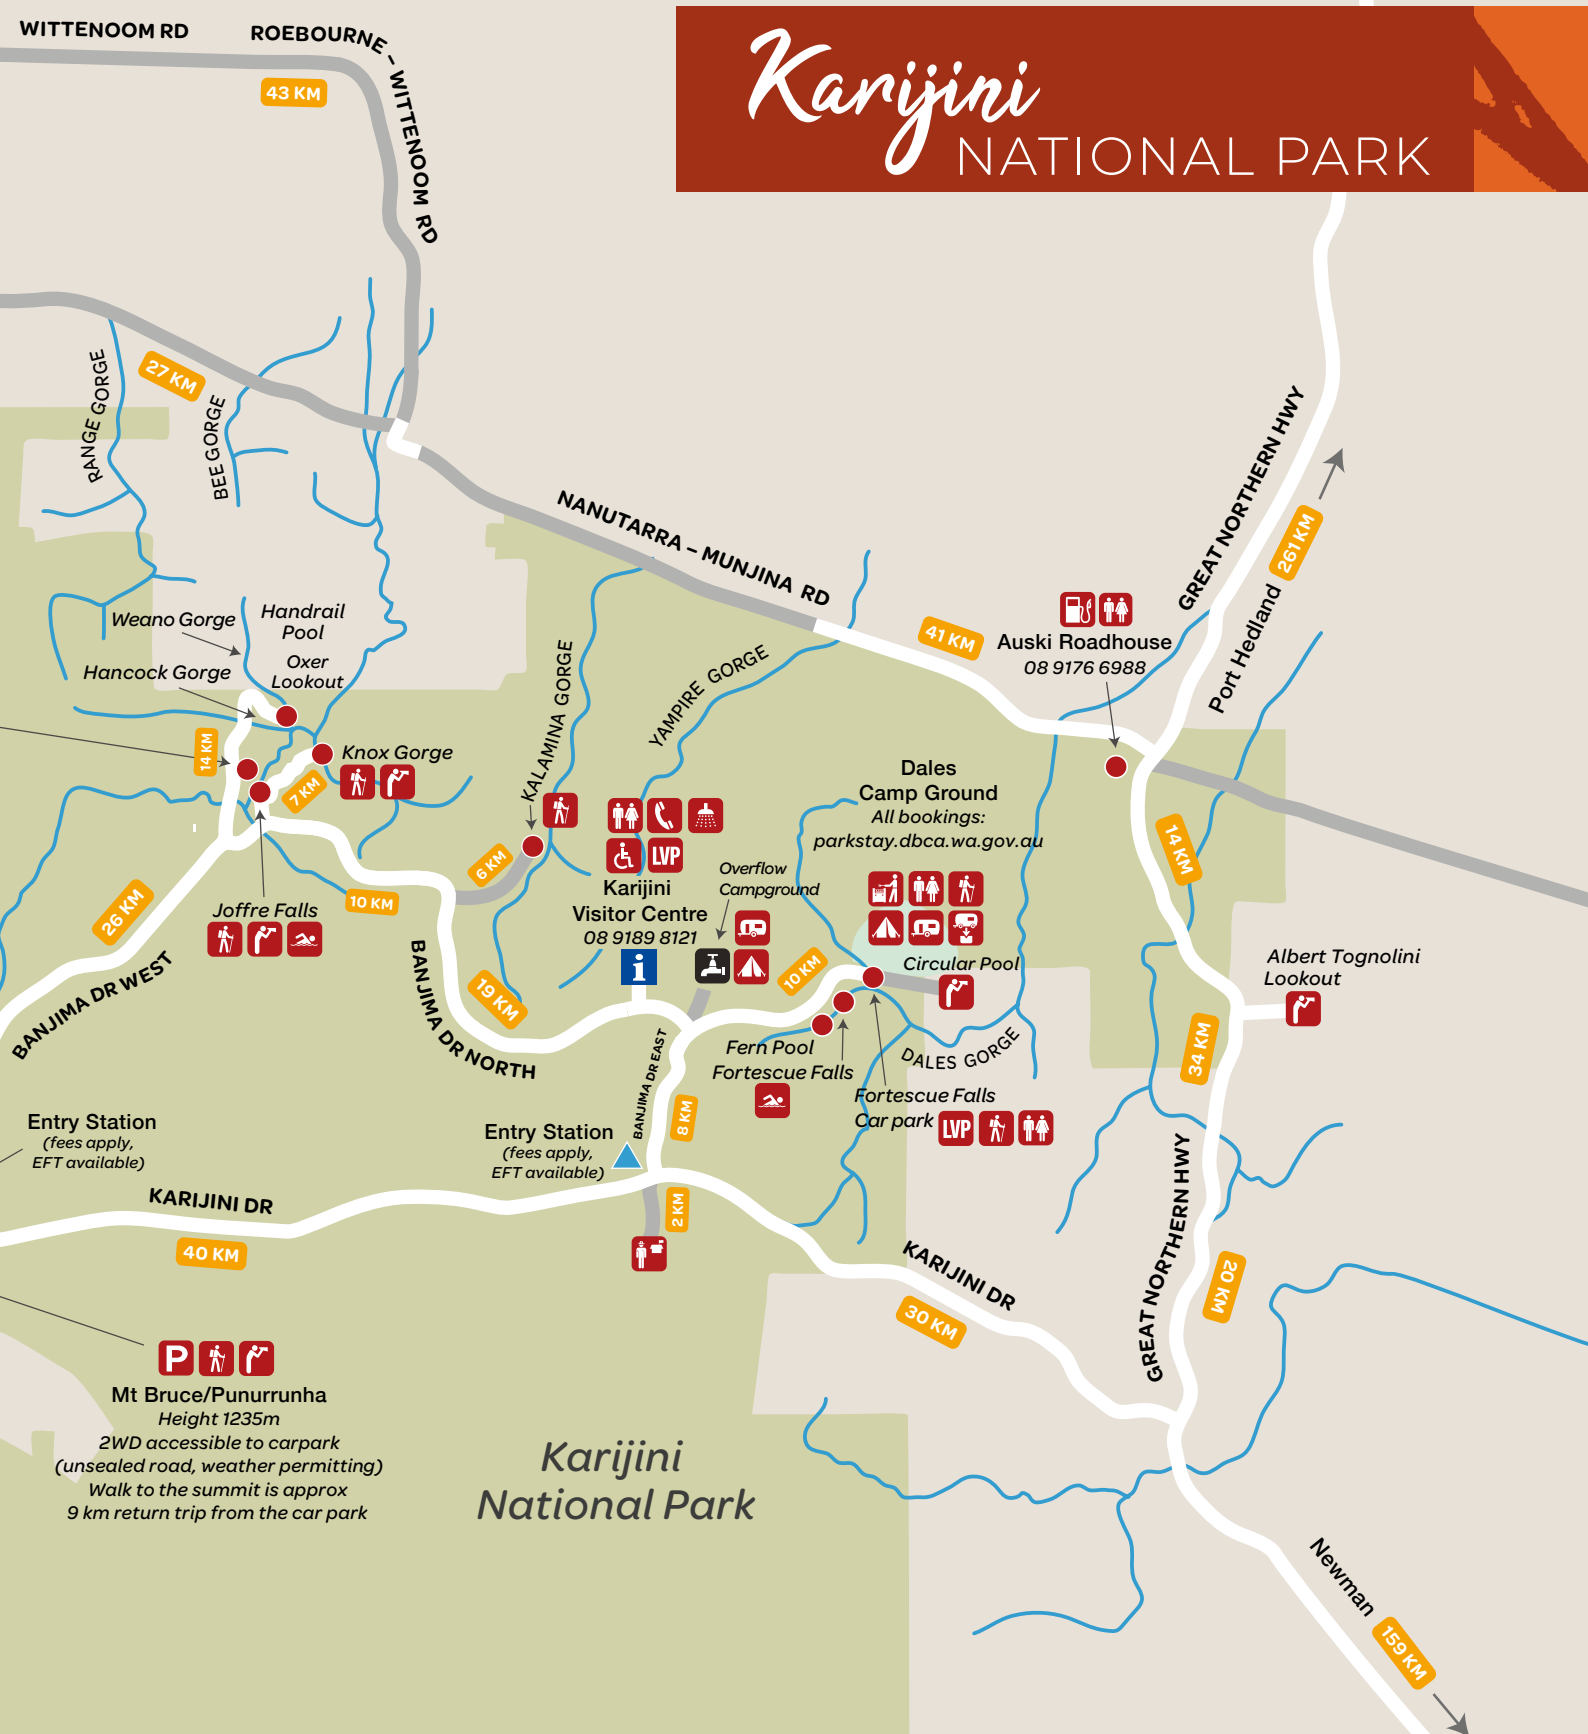 WITTENOOM RD
ROEBOURNE – WITTENOOM RD
43 KM
Karijini
NATIONAL PARK
27 KM
RANGE GORGE
BEE GORGE
NANUTARRA – MUNJINA RD
GREAT NORTHERN HWY
261 KM
Port Hedland
41 KM
Auski Roadhouse
08 9176 6988
Weano Gorge
Handrail
Pool
Hancock Gorge
Oxer
Lookout
14 KM
Knox Gorge
7 KM
KALAMINA GORGE
YAMPIRE GORGE
Dales
Camp Ground
All bookings:
parkstay.dbca.wa.gov.au
14 KM
6 KM
LVP
Overflow
Campground
Karijini
Visitor Centre
08 9189 8121
i
26 KM
10 KM
Joffre Falls
BANJIMA DR WEST
BANJIMA DR NORTH
19 KM
10 KM
Circular Pool
Albert Tognolini
Lookout
34 KM
BANJIMA DR EAST
Fern Pool
Fortescue Falls
DALES GORGE
Fortescue Falls
Car park
LVP
8 KM
Entry Station
(fees apply,
EFT available)
Entry Station
(fees apply,
EFT available)
KARIJINI DR
40 KM
2 KM
KARIJINI DR
30 KM
GREAT NORTHERN HWY
20 KM
P
Mt Bruce/Punurrunha
Height 1235m
2WD accessible to carpark
(unsealed road, weather permitting)
Walk to the summit is approx
9 km return trip from the car park
Karijini
National Park
Newman
159 KM